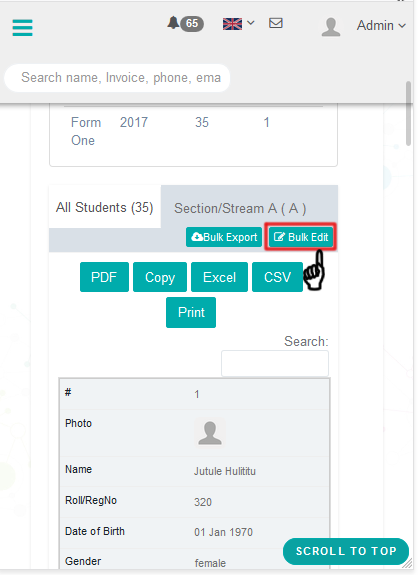 65
Admin
Search name, Invoice, phone, ema
Form One 2017 35 1
All Students (35) Section/Stream A ( A )
Bulk Export Bulk Edit
PDF Copy Excel CSV
Print
Search:
# 1
Photo
Name Jutule Hulititu
Roll/RegNo 320
Date of Birth 01 Jan 1970
SCROLL TO TOP
Gender female